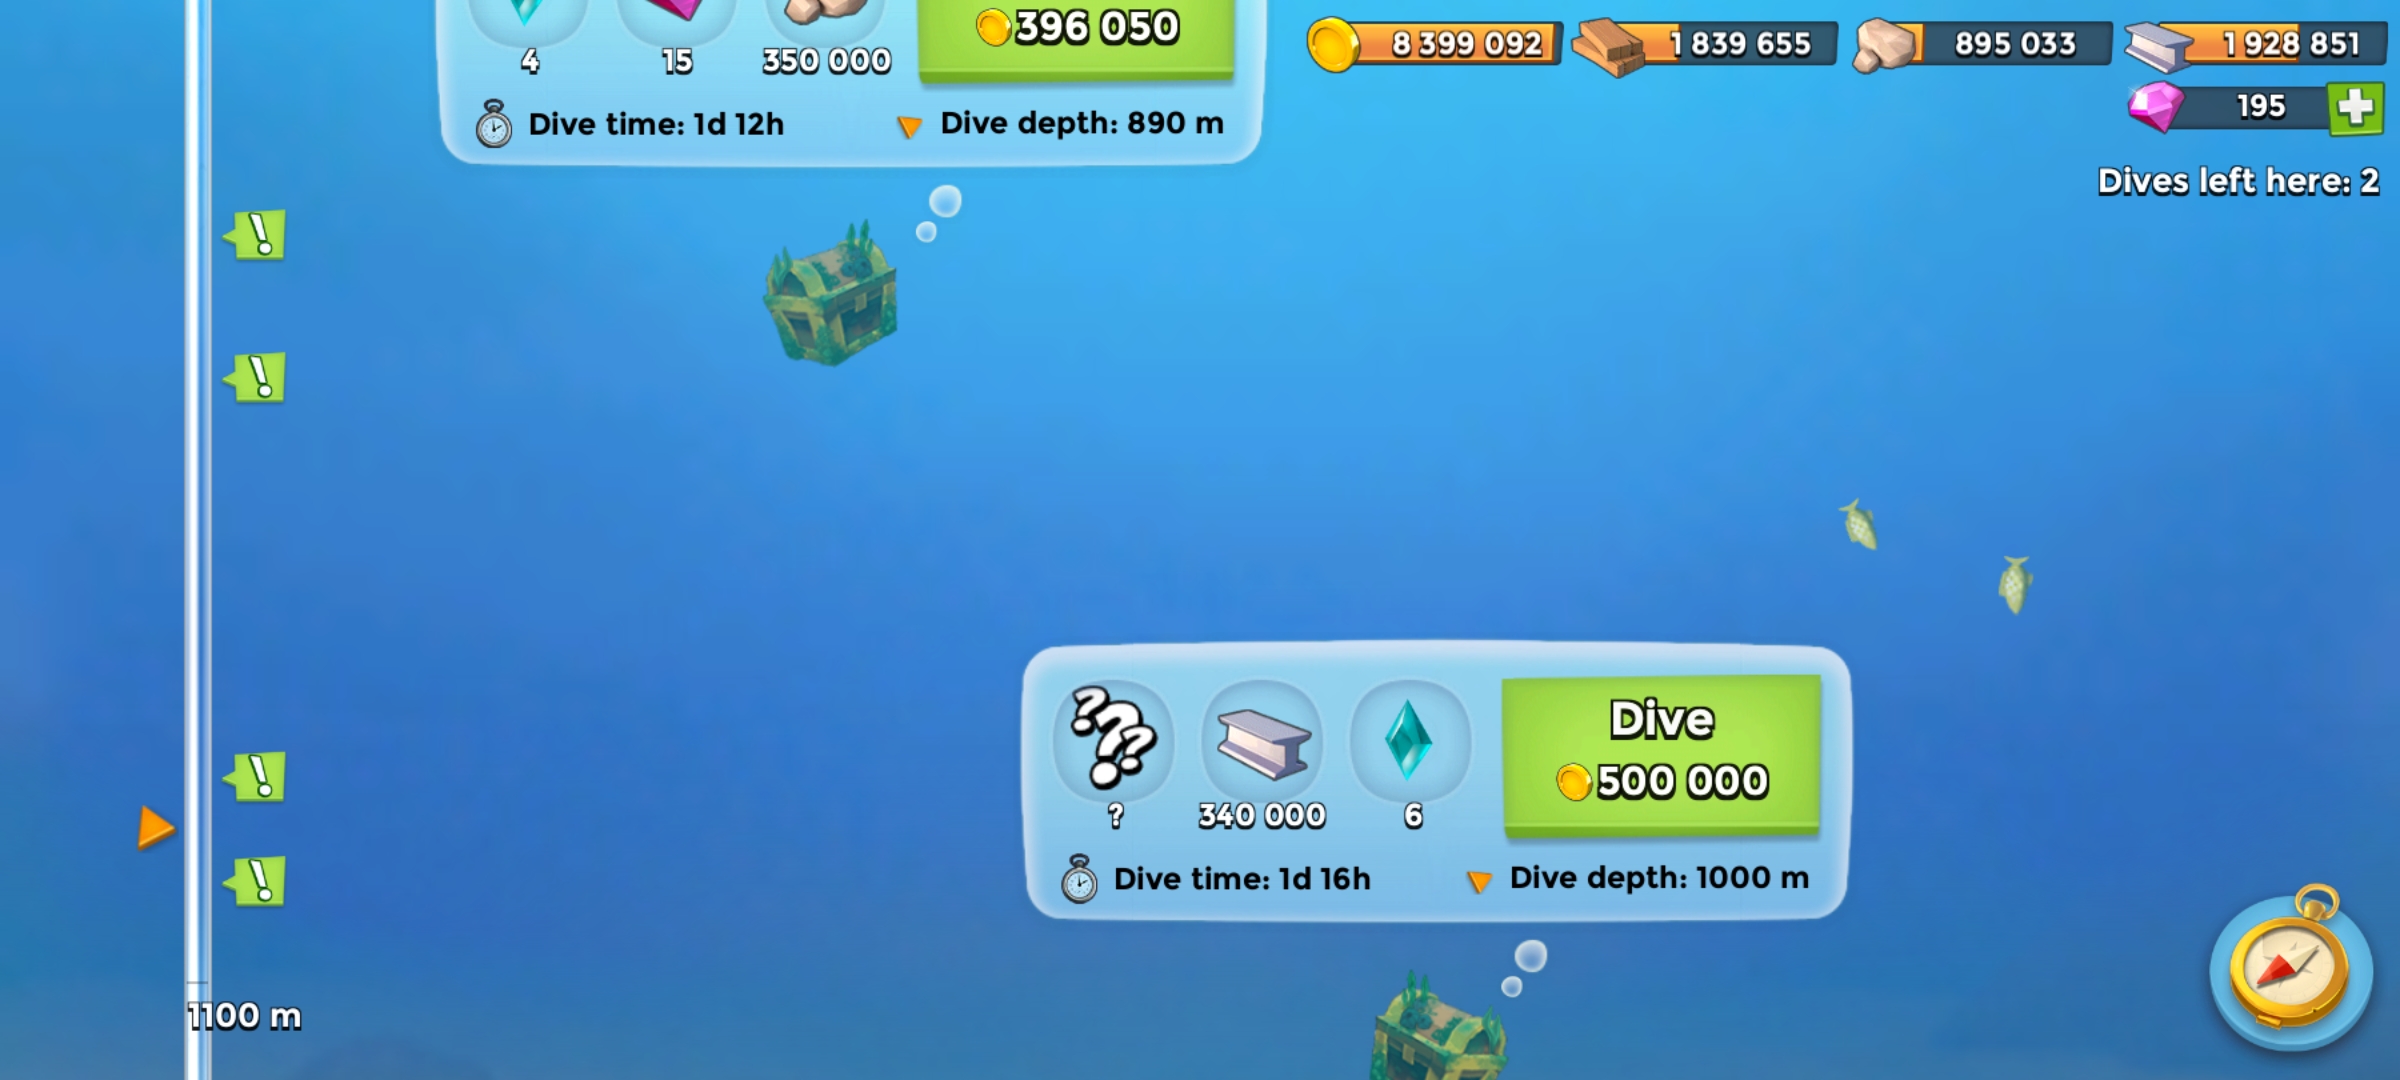 396 050
4 15 350 000
Dive time: 1d 12h Dive depth: 890 m
8 399 092 1 839 655 895 033 1 928 851
195
Dives left here: 2
Dive
500 000
? 340 000 6
Dive time: 1d 16h Dive depth: 1000 m
1100 m